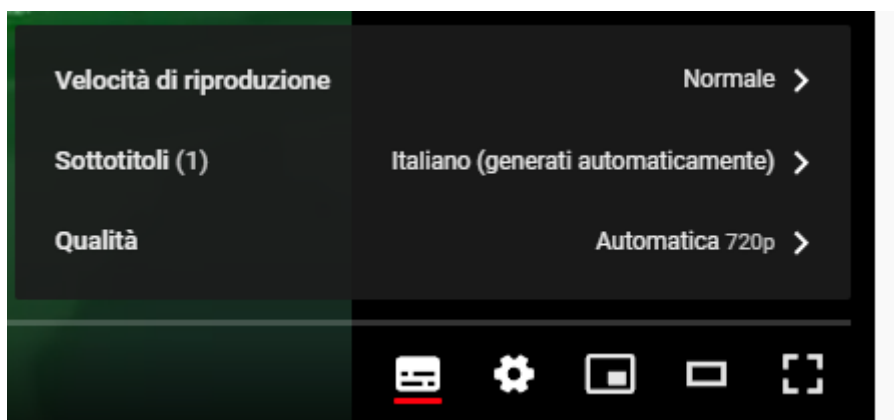 Velocità di riproduzione Normale
Sottotitoli (1) Italiano (generati automaticamente)
Qualità Automatica 720p